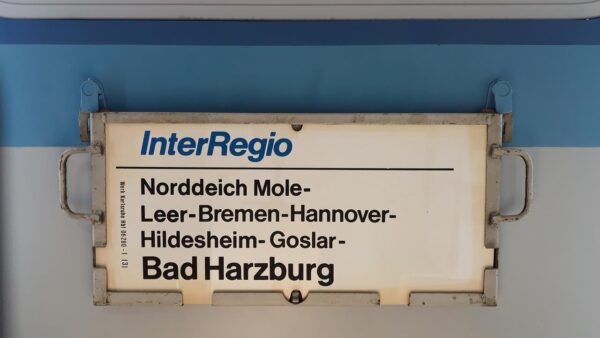 InterRegio
Norddeich Mole-
Leer-Bremen-Hannover-
Hildesheim- Goslar-
Bad Harzburg